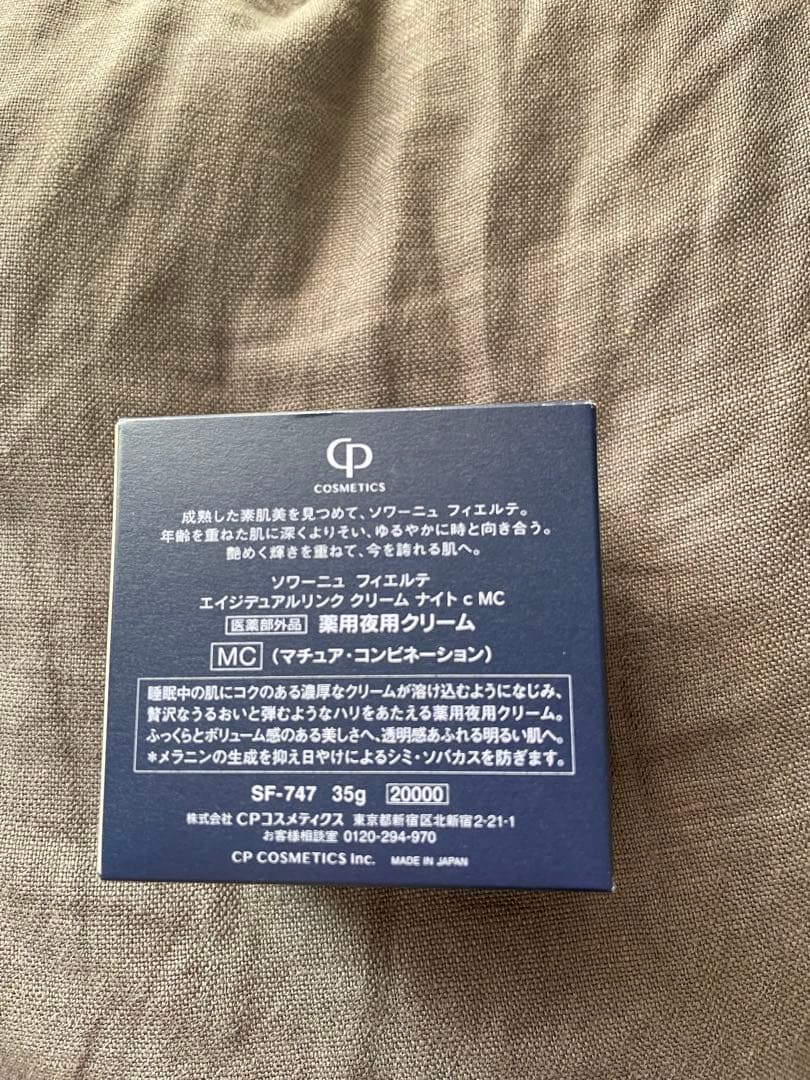 CP
COSMETICS
成熟した素肌美を見つめて、ソワーニュ フィエルテ。
年齢を重ねた肌に深くよりそい、ゆるやかに時と向き合う。
艶めく輝きを重ねて、今を誇れる肌へ。
ソワーニュ フィエルテ
エイジデュアルリンク クリーム ナイト c MC
医薬部外品 薬用夜用クリーム
MC (マチュア・コンビネーション)
睡眠中の肌にコクのある濃厚なクリームが溶け込むようになじみ、
贅沢なうるおいと弾むようなハリをあたえる薬用夜用クリーム。
ふっくらとボリューム感のある美しさへ、透明感あふれる明るい肌へ。
*メラニンの生成を抑え日やけによるシミ・ソバカスを防ぎます。
SF-747 35g 20000
株式会社 CPコスメティクス 東京都新宿区北新宿2-21-1
お客様相談室 0120-294-970
CP COSMETICS Inc. MADE IN JAPAN